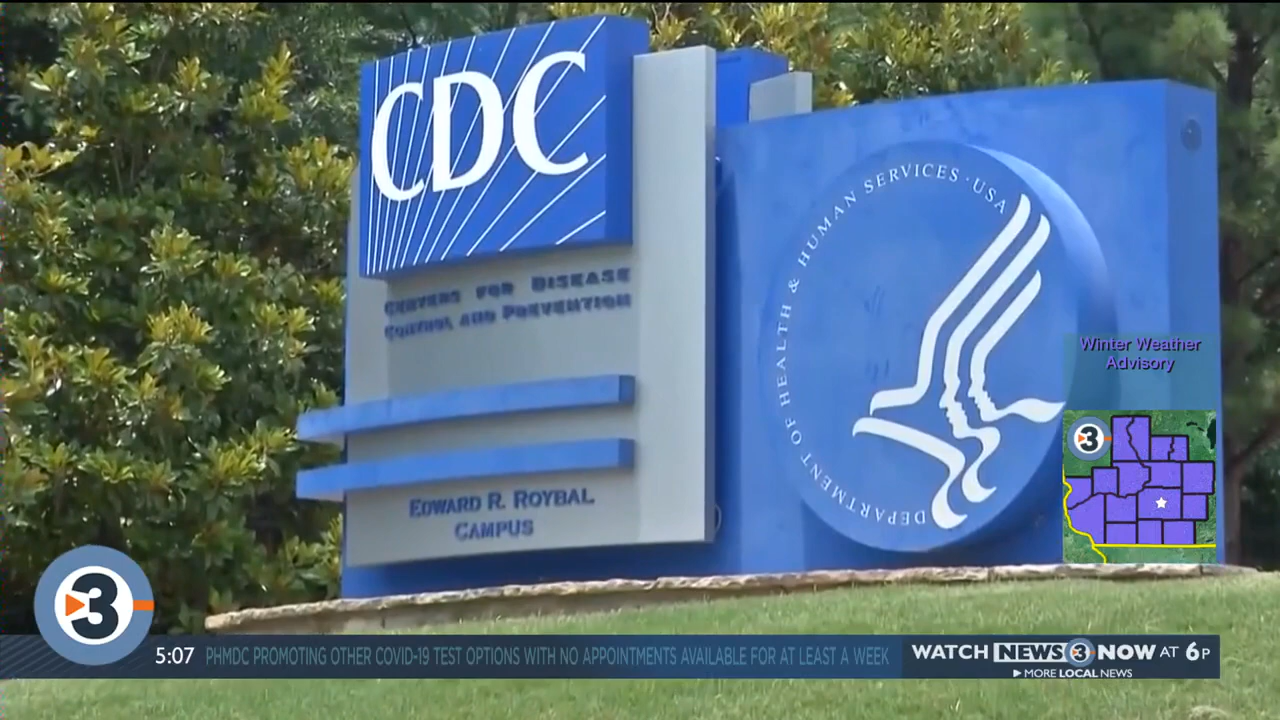 CDC
CENTERS FOR DISEASE
CONTROL AND PREVENTION
EDWARD R. ROYBAL
CAMPUS
DEPARTMENT OF HEALTH & HUMAN SERVICES · USA
Winter Weather
Advisory
3
3
5:07 PHMDC PROMOTING OTHER COVID-19 TEST OPTIONS WITH NO APPOINTMENTS AVAILABLE FOR AT LEAST A WEEK
WATCH NEWS 3 NOW AT 6P
▶ MORE LOCAL NEWS